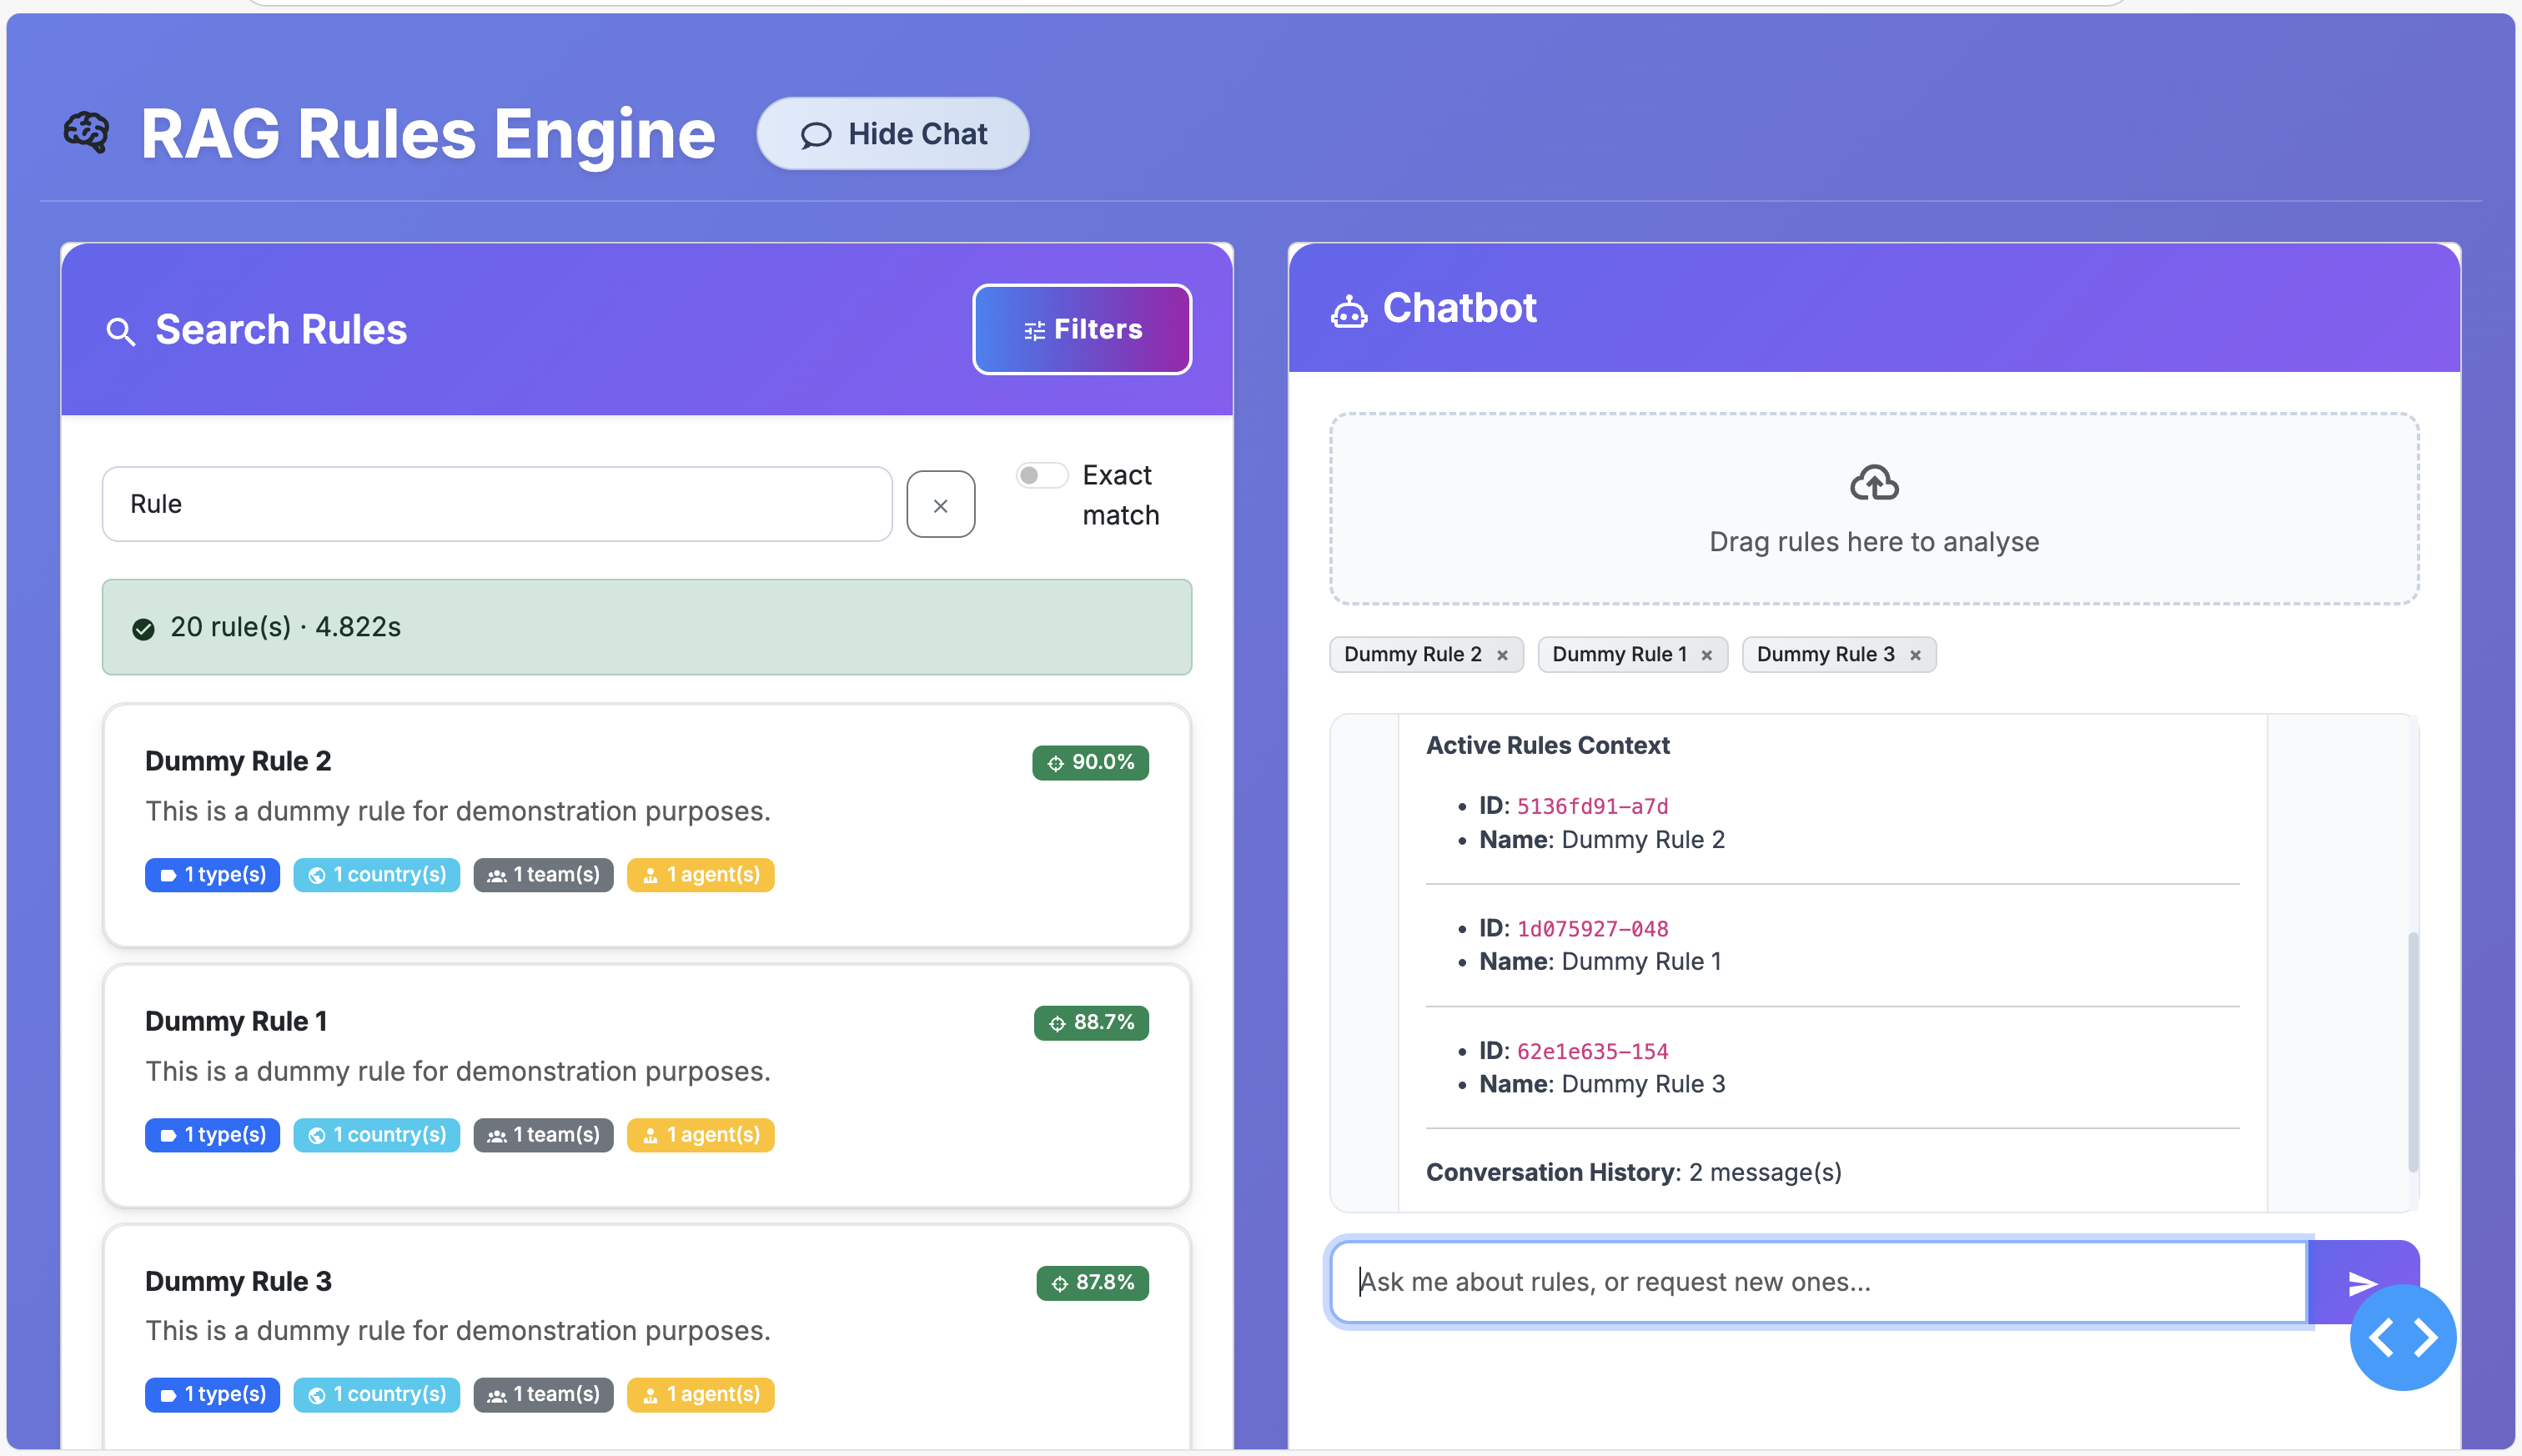 RAG Rules Engine
Hide Chat
Search Rules
Filters
Rule
×
Exact
match
20 rule(s) · 4.822s
Dummy Rule 2
90.0%
This is a dummy rule for demonstration purposes.
1 type(s) 1 country(s) 1 team(s) 1 agent(s)
Dummy Rule 1
88.7%
This is a dummy rule for demonstration purposes.
1 type(s) 1 country(s) 1 team(s) 1 agent(s)
Dummy Rule 3
87.8%
This is a dummy rule for demonstration purposes.
1 type(s) 1 country(s) 1 team(s) 1 agent(s)
Chatbot
Drag rules here to analyse
Dummy Rule 2 × Dummy Rule 1 × Dummy Rule 3 ×
Active Rules Context
• ID: 5136fd91-a7d
• Name: Dummy Rule 2
• ID: 1d075927-048
• Name: Dummy Rule 1
• ID: 62e1e635-154
• Name: Dummy Rule 3
Conversation History: 2 message(s)
Ask me about rules, or request new ones...